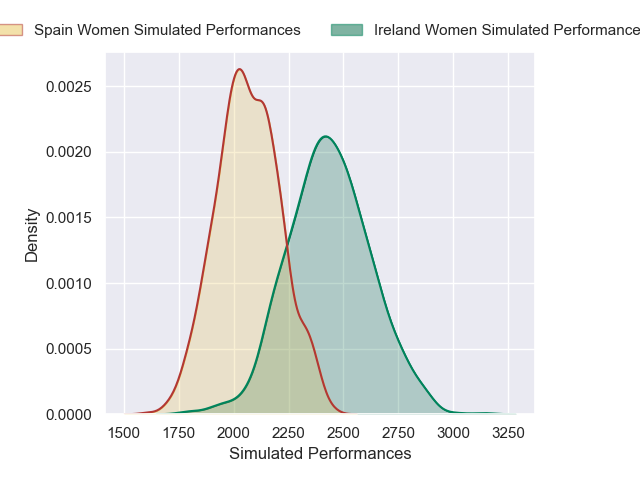 Spain Women Simulated Performances
Ireland Women Simulated Performance
0.0025
0.0020
0.0015
0.0010
0.0005
0.0000
Density
1500 1750 2000 2250 2500 2750 3000 3250
Simulated Performances